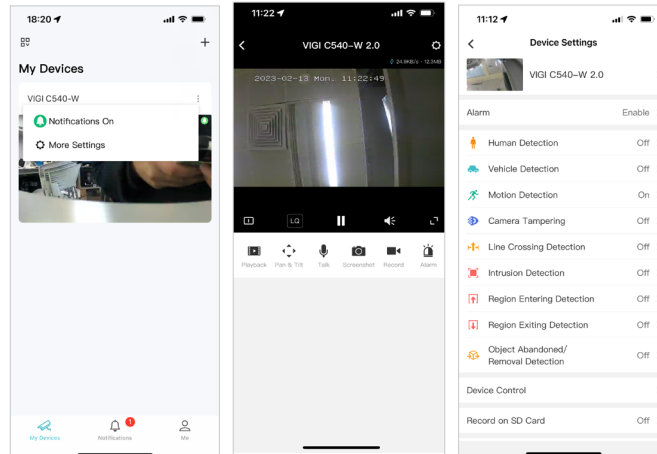 18:20
My Devices
VIGI C540-W
Notifications On
More Settings
My Devices
1
Notifications
Me
11:22
VIGI C540-W 2.0
24.9KB/s - 12.2MB
2023-02-13 Mon. 11:22:49
LQ
Playback
Pan & Tilt
Talk
Screenshot
Record
Alarm
11:12
Device Settings
VIGI C540-W 2.0
Alarm Enable
Human Detection Off
Vehicle Detection Off
Motion Detection On
Camera Tampering Off
Line Crossing Detection Off
Intrusion Detection Off
Region Entering Detection Off
Region Exiting Detection Off
Object Abandoned/
Removal Detection Off
Device Control
Record on SD Card Off